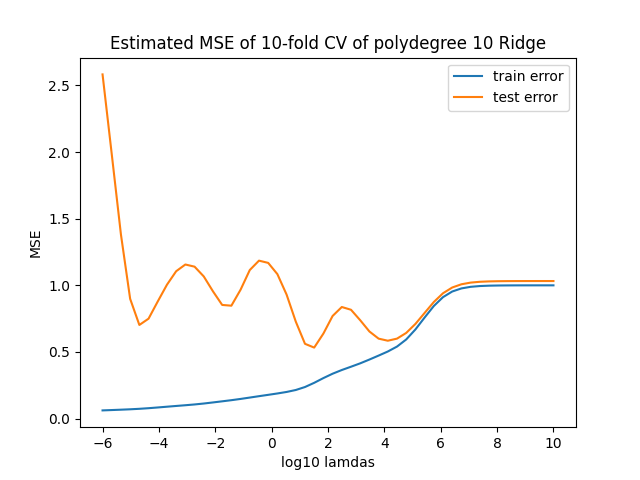 Estimated MSE of 10-fold CV of polydegree 10 Ridge
train error
test error
MSE
2.5
2.0
1.5
1.0
0.5
0.0
−6 −4 −2 0 2 4 6 8 10
log10 lamdas